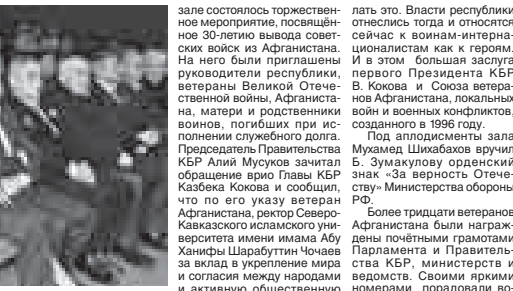 зале состоялось торжествен-
ное мероприятие, посвящён-
ное 30-летию вывода совет-
ских войск из Афганистана.
На него были приглашены
руководители республики,
ветераны Великой Отече-
ственной войны, Афганиста-
на, матери и родственники
воинов, погибших при ис-
полнении служебного долга.
Председатель Правительства
КБР Алий Мусуков зачитал
обращение врио Главы КБР
Казбека Кокова и сообщил,
что по его указу ветеран
Афганистана, ректор Северо-
Кавказского исламского уни-
верситета имени имама Абу
Ханифы Шарабуттин Чочаев
за вклад в укрепление мира
и согласия между народами
и активную общественную
лать это. Власти республики
отнеслись тогда и относятся
сейчас к воинам-интерна-
ционалистам как к героям.
И в этом большая заслуга
первого Президента КБР
В. Кокова и Союза ветера-
нов Афганистана, локальных
войн и военных конфликтов,
созданного в 1996 году.
Под аплодисменты зала
Мухамед Шихабахов вручил
Б. Зумакулову орденский
знак «За верность Отече-
ству» Министерства обороны
РФ.
Более тридцати ветеранов
Афганистана были награж-
дены почётными грамотами
Парламента и Правитель-
ства КБР, министерств и
ведомств. Своими яркими
номерами порадовали во-